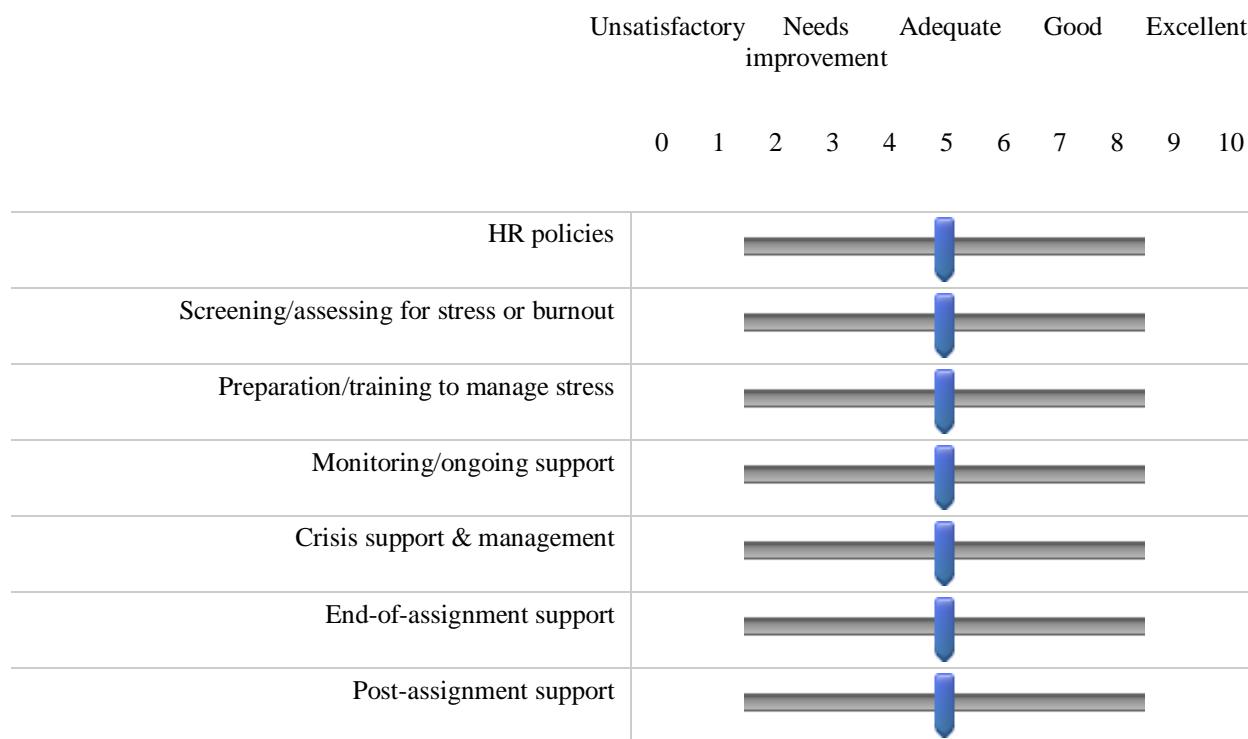 Unsatisfactory Needs Adequate Good Excellent
improvement
0 1 2 3 4 5 6 7 8 9 10
HR policies
Screening/assessing for stress or burnout
Preparation/training to manage stress
Monitoring/ongoing support
Crisis support & management
End-of-assignment support
Post-assignment support